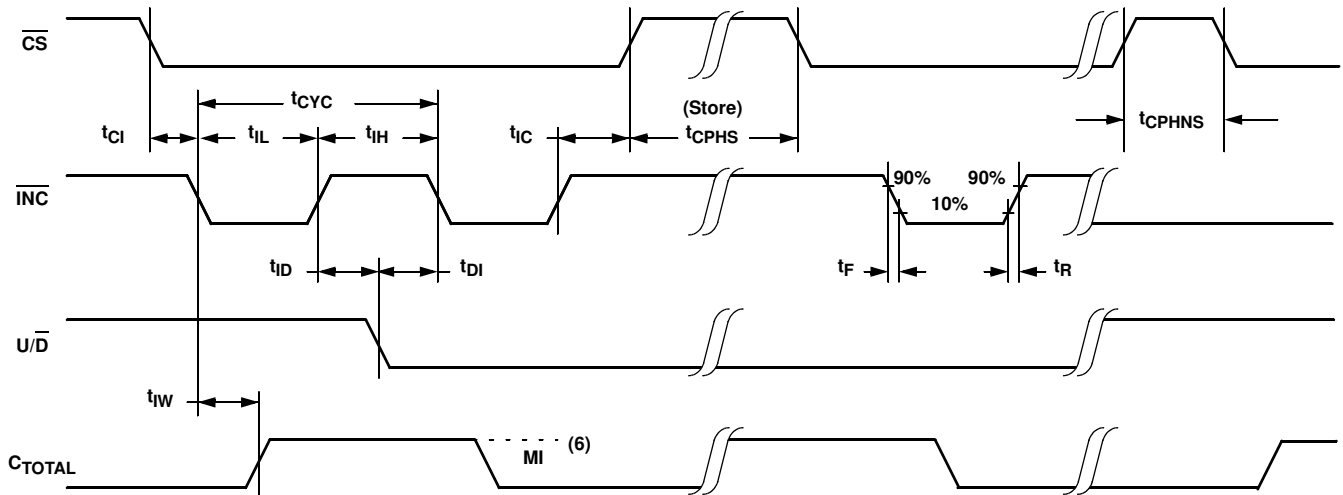 CS
tCYC
(Store)
tCI tIL tIH tIC tCPHS tCPHNS
INC
90% 90%
10%
tID tDI tF tR
U/D
tIW
(6)
MI
CTOTAL